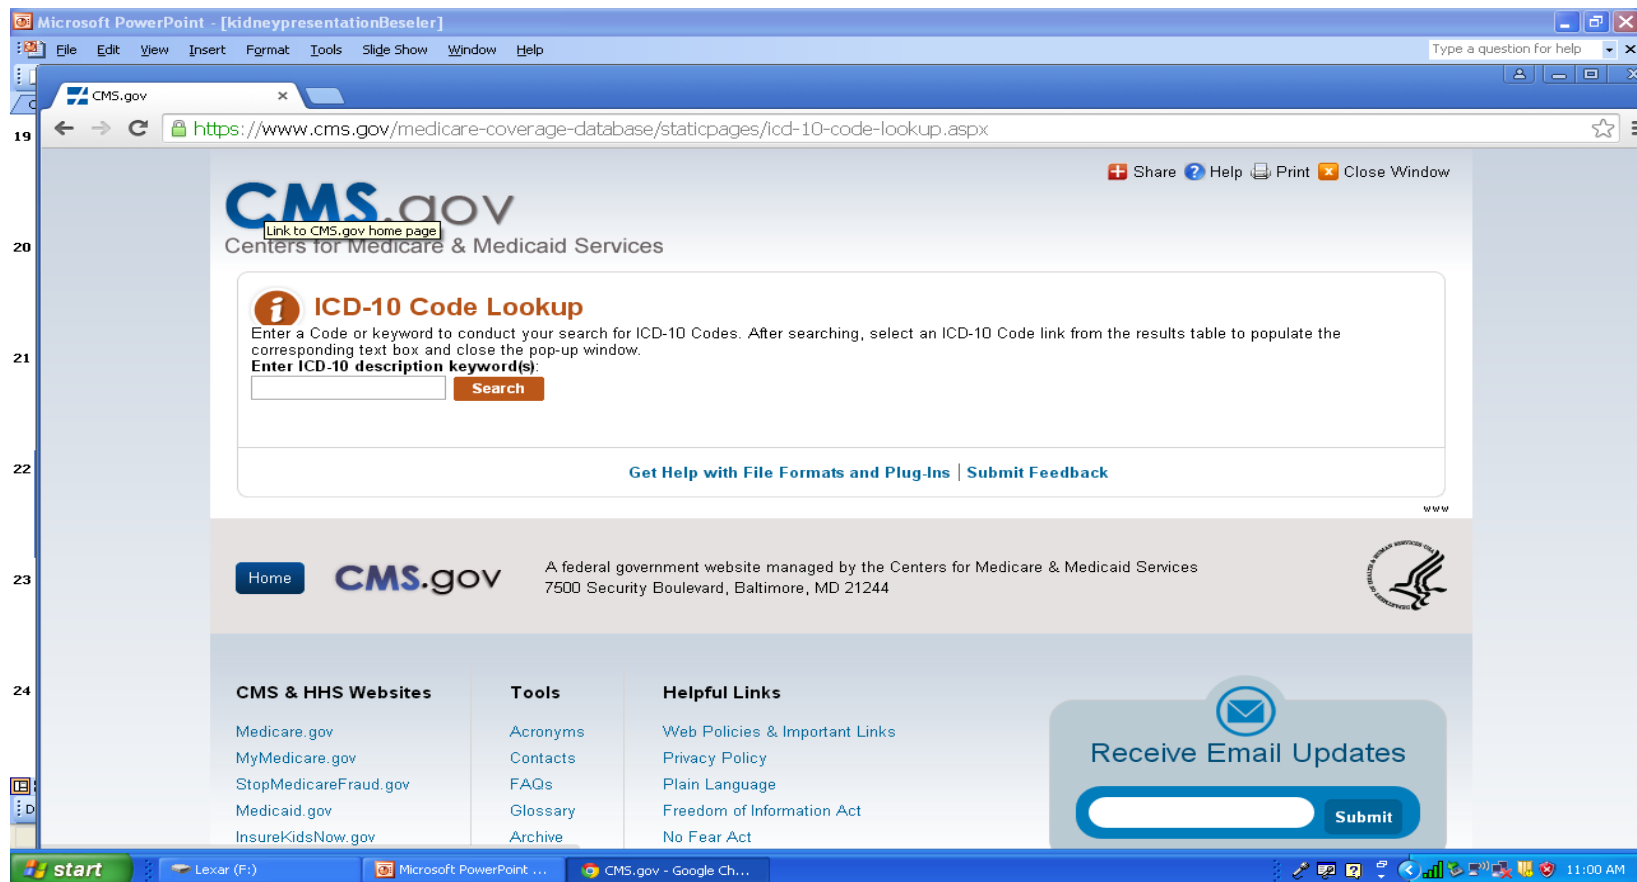 Microsoft PowerPoint - [kidneypresentationBeseler]
File Edit View Insert Format Tools Slide Show Window Help
Type a question for help
CMS.gov
https://www.cms.gov/medicare-coverage-database/staticpages/icd-10-code-lookup.aspx
19
20
21
22
23
24
Share Help Print Close Window
CMS.gov
Link to CMS.gov home page
Centers for Medicare & Medicaid Services
ICD-10 Code Lookup
Enter a Code or keyword to conduct your search for ICD-10 Codes. After searching, select an ICD-10 Code link from the results table to populate the
corresponding text box and close the pop-up window.
Enter ICD-10 description keyword(s):
Search
Get Help with File Formats and Plug-Ins | Submit Feedback
www
Home
CMS.gov
A federal government website managed by the Centers for Medicare & Medicaid Services
7500 Security Boulevard, Baltimore, MD 21244
CMS & HHS Websites
Medicare.gov
MyMedicare.gov
StopMedicareFraud.gov
Medicaid.gov
InsureKidsNow.gov
Tools
Acronyms
Contacts
FAQs
Glossary
Archive
Helpful Links
Web Policies & Important Links
Privacy Policy
Plain Language
Freedom of Information Act
No Fear Act
Receive Email Updates
Submit
start
Lexar (F:)
Microsoft PowerPoint ...
CMS.gov - Google Ch...
11:00 AM